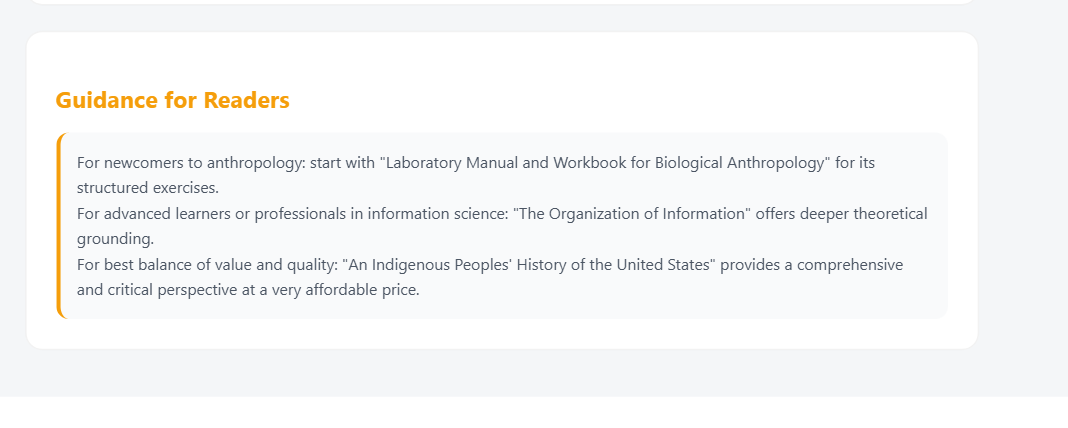 Guidance for Readers
For newcomers to anthropology: start with "Laboratory Manual and Workbook for Biological Anthropology" for its
structured exercises.
For advanced learners or professionals in information science: "The Organization of Information" offers deeper theoretical
grounding.
For best balance of value and quality: "An Indigenous Peoples' History of the United States" provides a comprehensive
and critical perspective at a very affordable price.